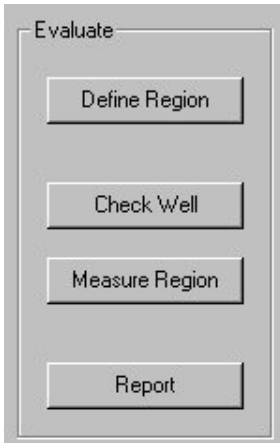 Evaluate
Define Region
Check Well
Measure Region
Report